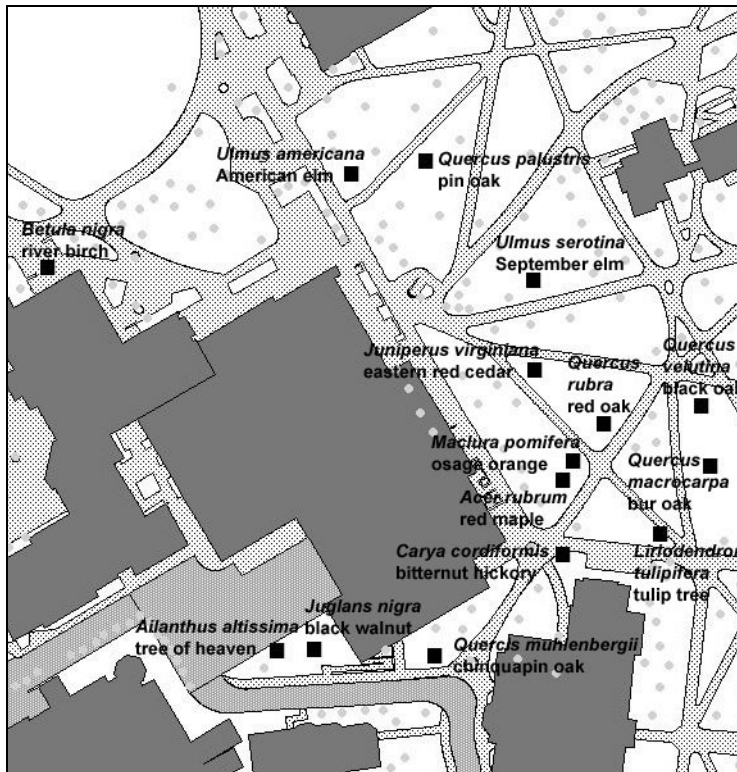 Ulmus americana
American elm
Quercus palustris
pin oak
Betula nigra
river birch
Ulmus serotina
September elm
Juniperus virginiana
eastern red cedar
Quercus
rubra
red oak
Quercus
velutina
black oak
Maclura pomifera
osage orange
Acer rubrum
red maple
Quercus
macrocarpa
bur oak
Carya cordiformis
bitternut hickory
Liriodendron
tulipifera
tulip tree
Juglans nigra
black walnut
Ailanthus altissima
tree of heaven
Quercis muhlenbergii
chinquapin oak